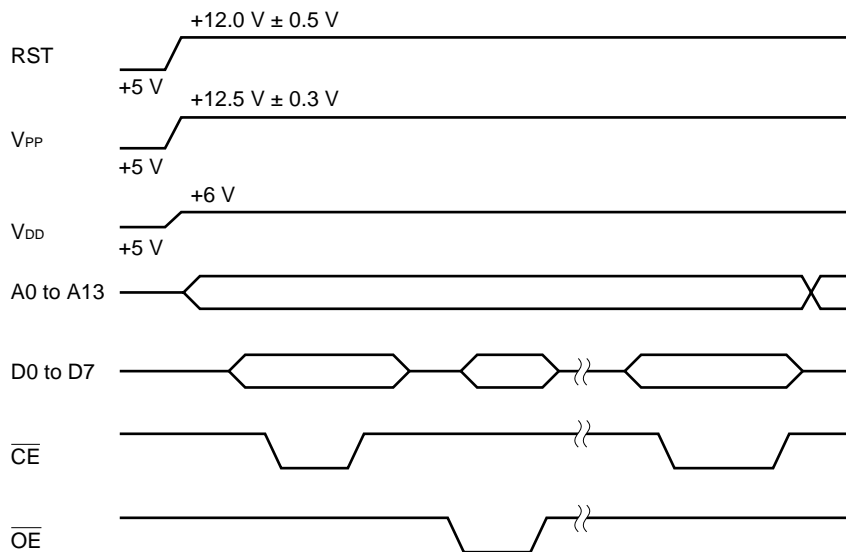 +12.0 V ± 0.5 V
RST
+5 V
+12.5 V ± 0.3 V
VPP
+5 V
+6 V
VDD
+5 V
A0 to A13
D0 to D7
CE
OE